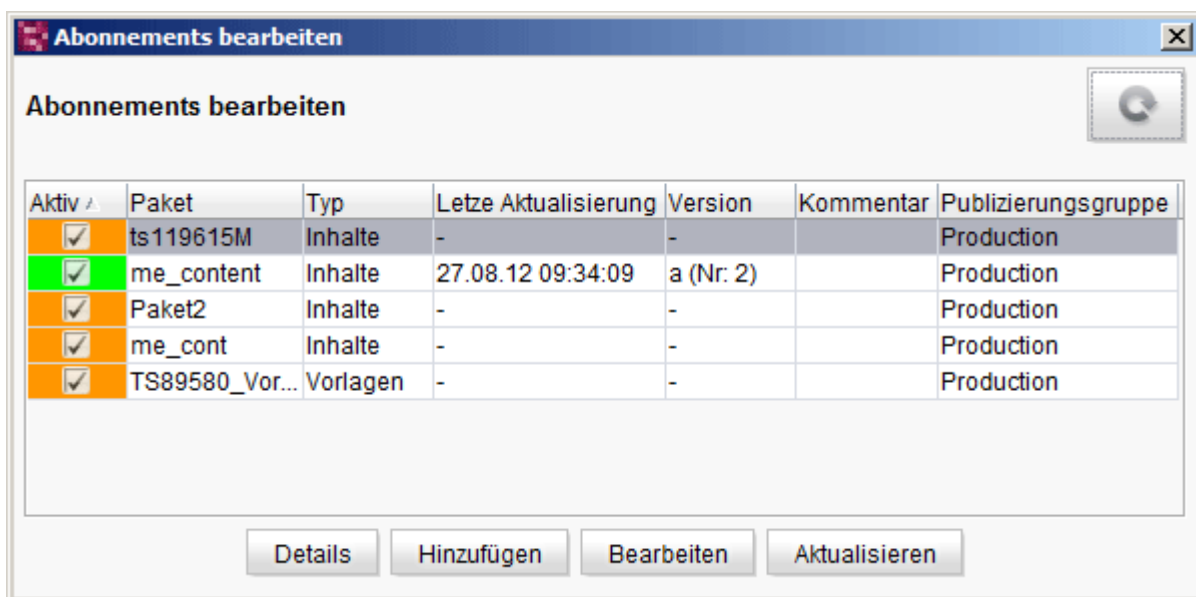 Abonnements bearbeiten
Abonnements bearbeiten
Aktiv Paket Typ Letze Aktualisierung Version Kommentar Publizierungsgruppe
ts119615M Inhalte - - Production
me_content Inhalte 27.08.12 09:34:09 a (Nr: 2) Production
Paket2 Inhalte - - Production
me_cont Inhalte - - Production
TS89580_Vor... Vorlagen - - Production
Details Hinzufügen Bearbeiten Aktualisieren